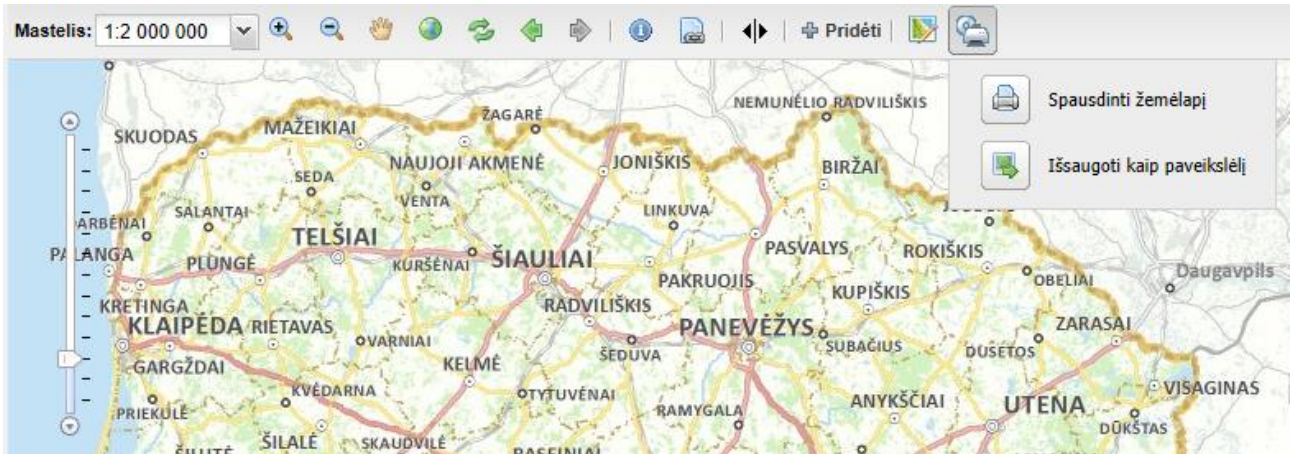 Mastelis: 1:2 000 000 Pridėti
Spausdinti žemėlapį
Išsaugoti kaip paveikslėlį
NEMUNĖLIO RADVILIŠKIS
ŽAGARĖ
SKUODAS
MAŽEIKIAI
NAUJOJI AKMENĖ
JONIŠKIS
BIRŽAI
SEDA
VENTA
SALANTAI
LINKUVA
ARBĖNAI
TELŠIAI
PALANGA
PLUNGĖ
KURŠĖNAI
ŠIAULIAI
PASVALYS
ROKIŠKIS
PAKRUOJIS
OBELIAI
Daugavpils
KUPIŠKIS
KRETINGA
RADVILIŠKIS
KLAIPĖDA
RIETAVAS
PANEVĖŽYS
ZARASAI
VARNIAI
SUBAČIUS
ŠEDUVA
DUSETOS
GARGŽDAI
KELMĖ
KVĖDARNA
TYTUVĖNAI
ANYKŠČIAI
UTENA
VISAGINAS
PRIEKULĖ
RAMYGALA
DŪKŠTAS
ŠILALĖ
SKAUDVILĖ
ŠILUTĖ
RASEINIAI